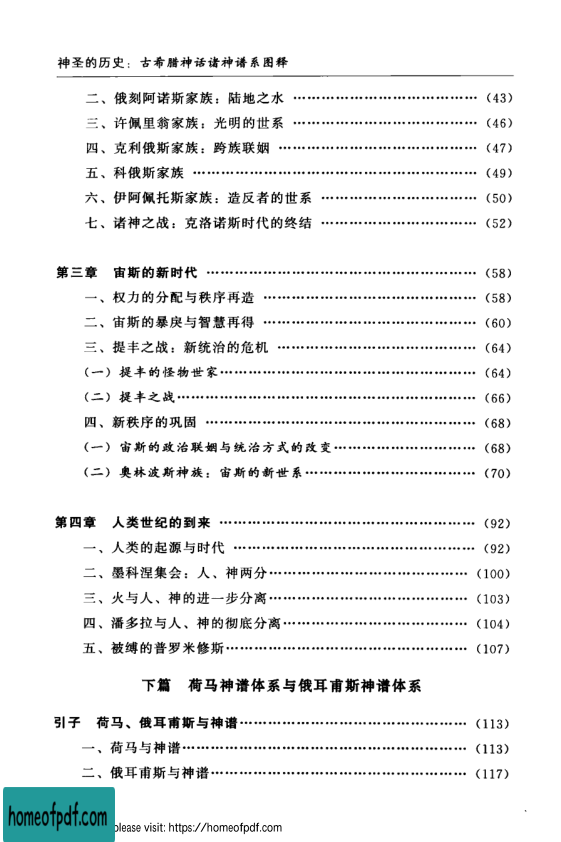 神圣的历史：古希腊神话诸神谱系图释
二、俄刻阿诺斯家族：陆地之水 ……………………………（43）
三、许佩里翁家族：光明的世系 ……………………………（46）
四、克利俄斯家族：跨族联姻 ……………………………（47）
五、科俄斯家族 ……………………………（49）
六、伊阿佩托斯家族：造反者的世系 ……………………………（50）
七、诸神之战：克洛诺斯时代的终结 ……………………………（52）
第三章 宙斯的新时代 ……………………………（58）
一、权力的分配与秩序再造 ……………………………（58）
二、宙斯的暴戾与智慧再得 ……………………………（60）
三、提丰之战：新统治的危机 ……………………………（64）
（一）提丰的怪物世家……………………………（64）
（二）提丰之战……………………………（66）
四、新秩序的巩固 ……………………………（68）
（一）宙斯的政治联姻与统治方式的改变……………………………（68）
（二）奥林波斯神族：宙斯的新世系……………………………（70）
第四章 人类世纪的到来 ……………………………（92）
一、人类的起源与时代 ……………………………（92）
二、墨科涅集会：人、神两分……………………………（100）
三、火与人、神的进一步分离……………………………（103）
四、潘多拉与人、神的彻底分离……………………………（104）
五、被缚的普罗米修斯……………………………（107）
下篇 荷马神谱体系与俄耳甫斯神谱体系
引子 荷马、俄耳甫斯与神谱……………………………（113）
一、荷马与神谱……………………………（113）
二、俄耳甫斯与神谱……………………………（117）
homeofpdf.com
please visit: https://homeofpdf.com